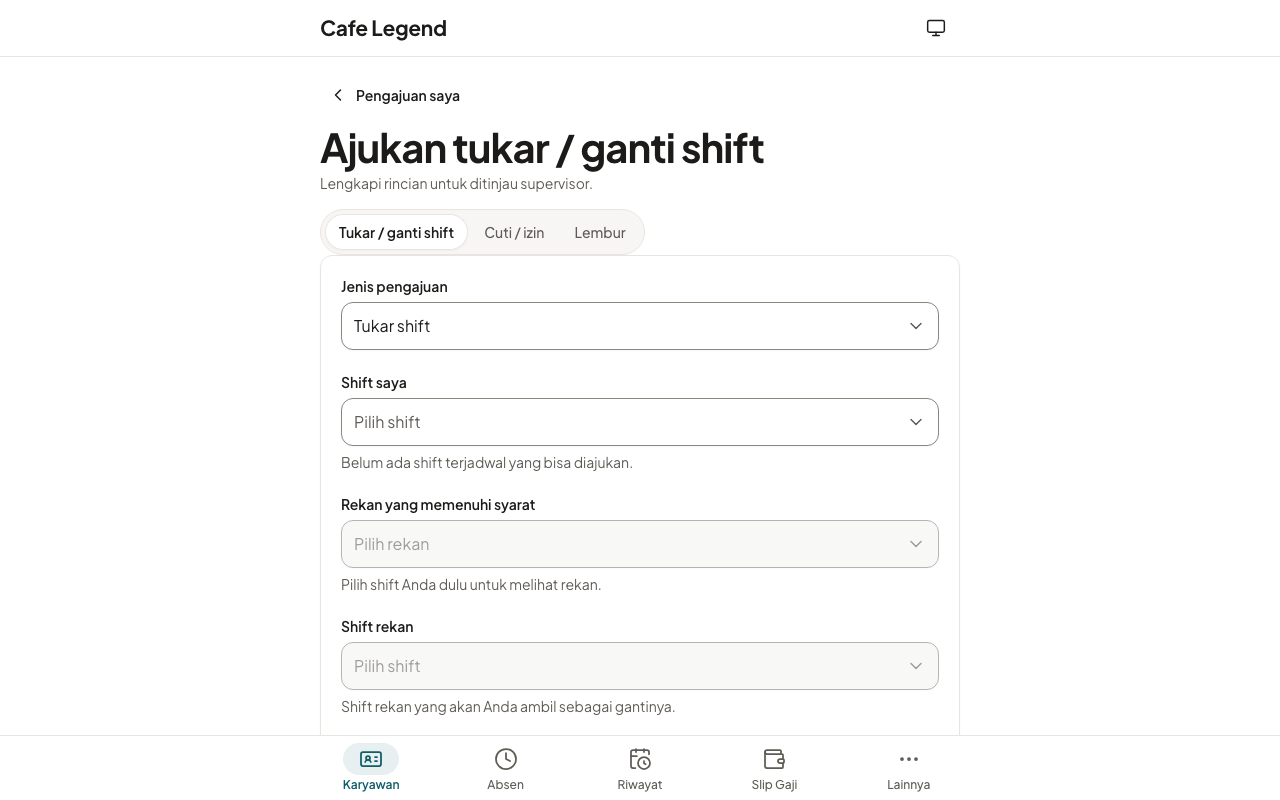 Cafe Legend
Pengajuan saya
Ajukan tukar / ganti shift
Lengkapi rincian untuk ditinjau supervisor.
Tukar / ganti shift
Cuti / izin
Lembur
Jenis pengajuan
Tukar shift
Shift saya
Pilih shift
Belum ada shift terjadwal yang bisa diajukan.
Rekan yang memenuhi syarat
Pilih rekan
Pilih shift Anda dulu untuk melihat rekan.
Shift rekan
Pilih shift
Shift rekan yang akan Anda ambil sebagai gantinya.
Karyawan
Absen
Riwayat
Slip Gaji
Lainnya